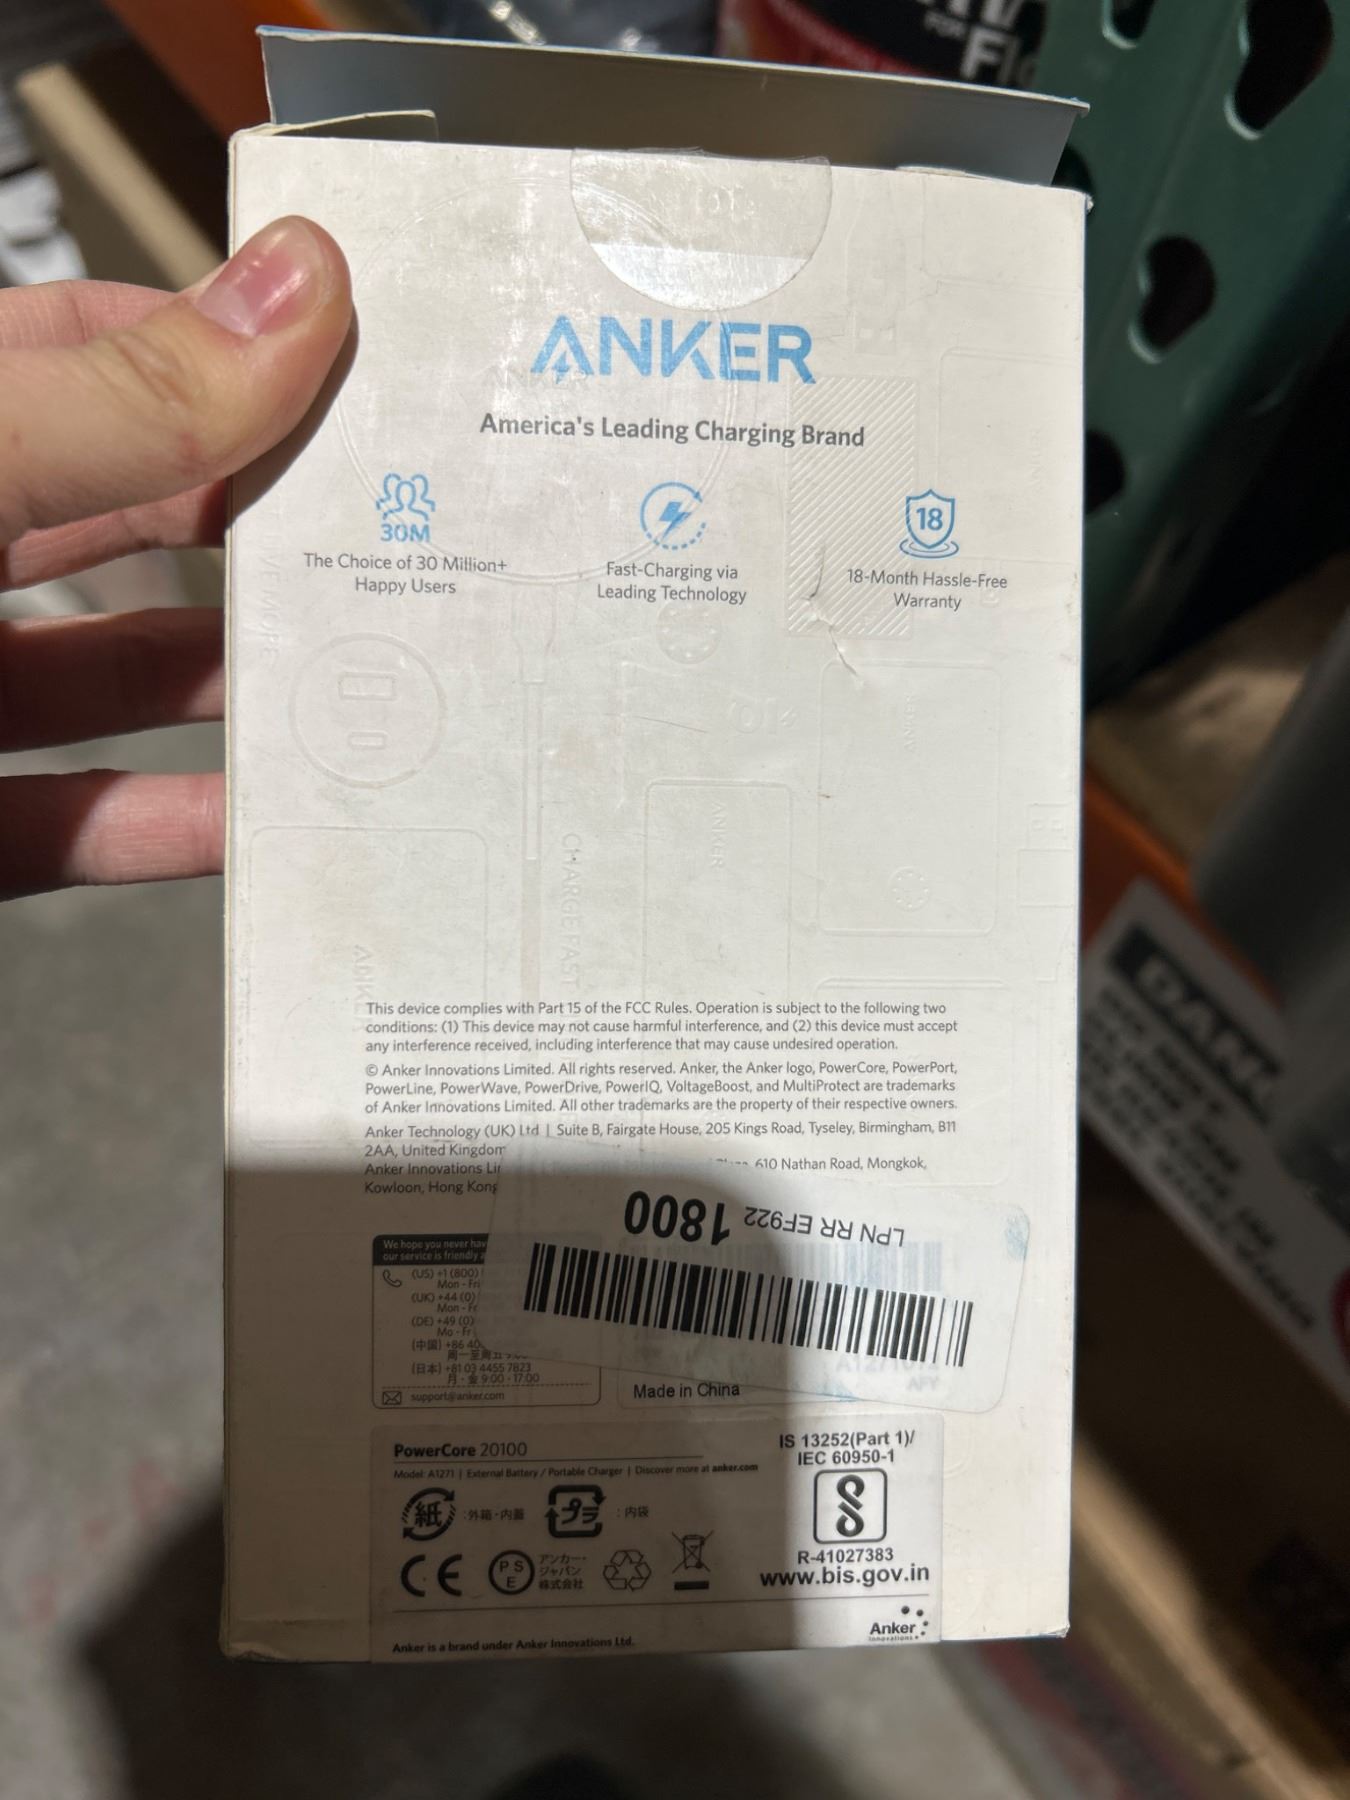 FOR
Fl
ANKER
America's Leading Charging Brand
30M
The Choice of 30 Million+
Happy Users
Fast-Charging via
Leading Technology
18
18-Month Hassle-Free
Warranty
ANKER
ANKER
CHARGE FAST
This device complies with Part 15 of the FCC Rules. Operation is subject to the following two
conditions: (1) This device may not cause harmful interference, and (2) this device must accept
any interference received, including interference that may cause undesired operation.
© Anker Innovations Limited. All rights reserved. Anker, the Anker logo, PowerCore, PowerPort,
PowerLine, PowerWave, PowerDrive, PowerIQ, VoltageBoost, and MultiProtect are trademarks
of Anker Innovations Limited. All other trademarks are the property of their respective owners.
Anker Technology (UK) Ltd | Suite B, Fairgate House, 205 Kings Road, Tyseley, Birmingham, B11
2AA, United Kingdom
Anker Innovations 610 Nathan Road, Mongkok,
Kowloon, Hong Kong
LPN RR EF922 1800
We hope you never
our service is friendly
(US) +1 (800)
Mon - Fri
(UK) +44 (0)
Mon - Fr
(DE) +49 (0)
Mo - Fr
(中国) +86 40
周一至周五
(日本) +81 03 4455 7823
月 - 金 9:00 - 17:00
support@anker.com
Made in China
PowerCore 20100
Model: A1271 | External Battery / Portable Charger | Discover more at anker.com
紙 :外箱・内蓋
プラ :内袋
CE
PSE
アンカー・
ジャパン
株式会社
IS 13252(Part 1)/
IEC 60950-1
R-41027383
www.bis.gov.in
Anker is a brand under Anker Innovations Ltd.
Anker
Innovations